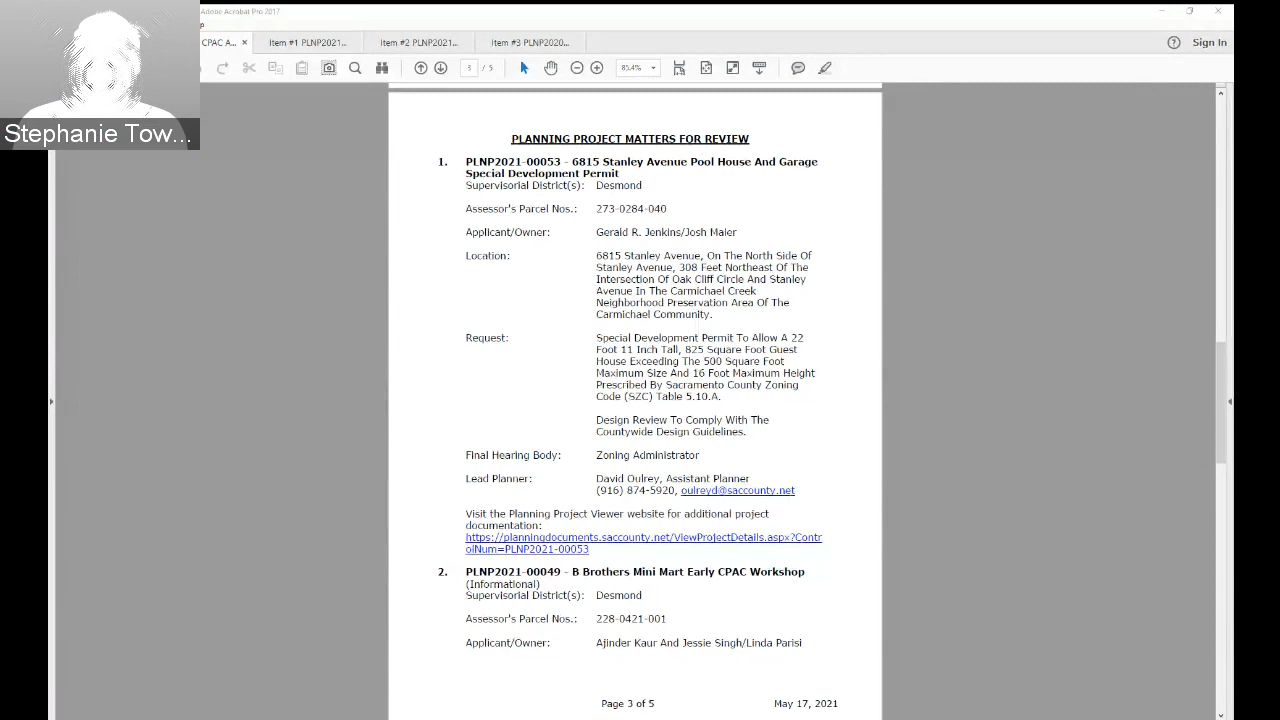 Adobe Acrobat Pro 2017
CPAC A... × Item #1 PLNP2021... Item #2 PLNP2021... Item #3 PLNP2020... Sign In
3 / 5 85.4%
Stephanie Tow...
PLANNING PROJECT MATTERS FOR REVIEW
1. PLNP2021-00053 - 6815 Stanley Avenue Pool House And Garage
Special Development Permit
Supervisorial District(s): Desmond
Assessor's Parcel Nos.: 273-0284-040
Applicant/Owner: Gerald R. Jenkins/Josh Maier
Location: 6815 Stanley Avenue, On The North Side Of
Stanley Avenue, 308 Feet Northeast Of The
Intersection Of Oak Cliff Circle And Stanley
Avenue In The Carmichael Creek
Neighborhood Preservation Area Of The
Carmichael Community.
Request: Special Development Permit To Allow A 22
Foot 11 Inch Tall, 825 Square Foot Guest
House Exceeding The 500 Square Foot
Maximum Size And 16 Foot Maximum Height
Prescribed By Sacramento County Zoning
Code (SZC) Table 5.10.A.
Design Review To Comply With The
Countywide Design Guidelines.
Final Hearing Body: Zoning Administrator
Lead Planner: David Oulrey, Assistant Planner
(916) 874-5920, oulreyd@saccounty.net
Visit the Planning Project Viewer website for additional project
documentation:
https://planningdocuments.saccounty.net/ViewProjectDetails.aspx?Contr
olNum=PLNP2021-00053
2. PLNP2021-00049 - B Brothers Mini Mart Early CPAC Workshop
(Informational)
Supervisorial District(s): Desmond
Assessor's Parcel Nos.: 228-0421-001
Applicant/Owner: Ajinder Kaur And Jessie Singh/Linda Parisi
Page 3 of 5 May 17, 2021